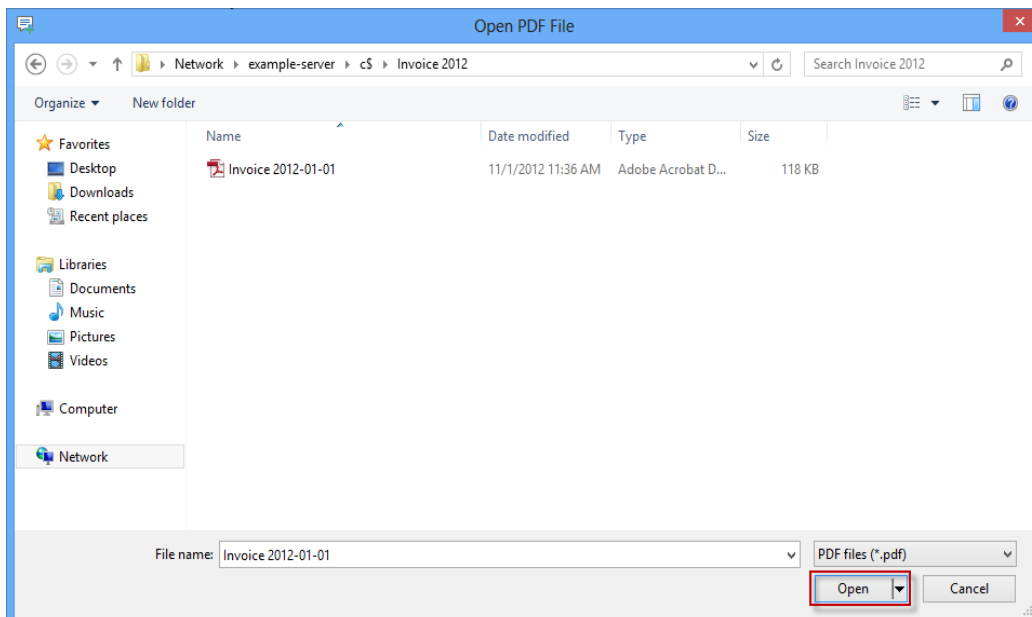 Open PDF File
Network example-server c$ Invoice 2012
Search Invoice 2012
Organize New folder
Favorites
Desktop
Downloads
Recent places
Libraries
Documents
Music
Pictures
Videos
Computer
Network
Name Date modified Type Size
Invoice 2012-01-01 11/1/2012 11:36 AM Adobe Acrobat D... 118 KB
File name: Invoice 2012-01-01 PDF files (*.pdf)
Open Cancel